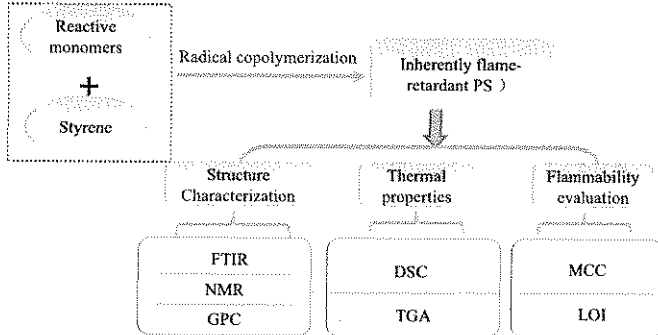 Reactive
monomers
+
Styrene
Radical copolymerization
Inherently flame-
retardant PS )
Structure
Characterization
Thermal
properties
Flammability
evaluation
FTIR
NMR
GPC
DSC
TGA
MCC
LOI